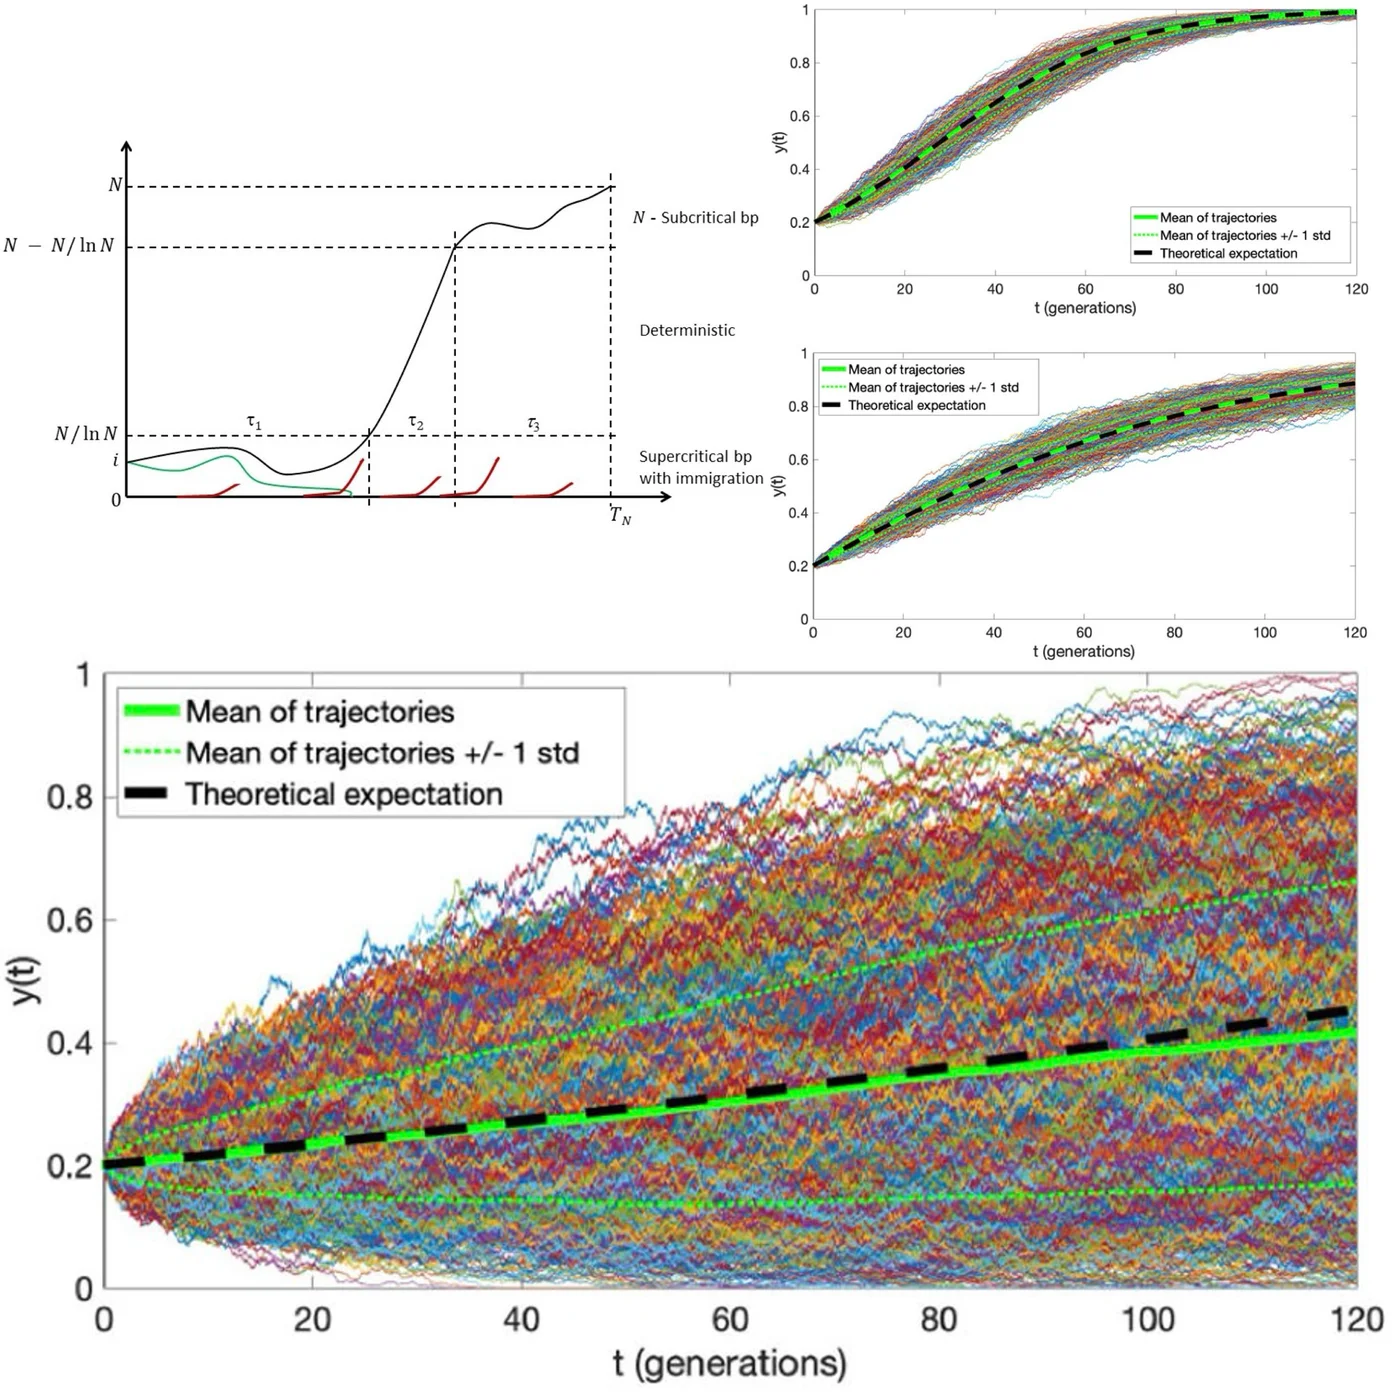 N
N − N/ ln N
N/ ln N
i
0
τ1
τ2
τ3
TN
N - Subcritical bp
Deterministic
Supercritical bp
with immigration
1
0.8
0.6
0.4
0.2
0
y(t)
0 20 40 60 80 100 120
t (generations)
Mean of trajectories
Mean of trajectories +/- 1 std
Theoretical expectation
1
0.8
0.6
0.4
0.2
0
y(t)
Mean of trajectories
Mean of trajectories +/- 1 std
Theoretical expectation
0 20 40 60 80 100 120
t (generations)
1
0.8
0.6
0.4
0.2
0
y(t)
Mean of trajectories
Mean of trajectories +/- 1 std
Theoretical expectation
0 20 40 60 80 100 120
t (generations)